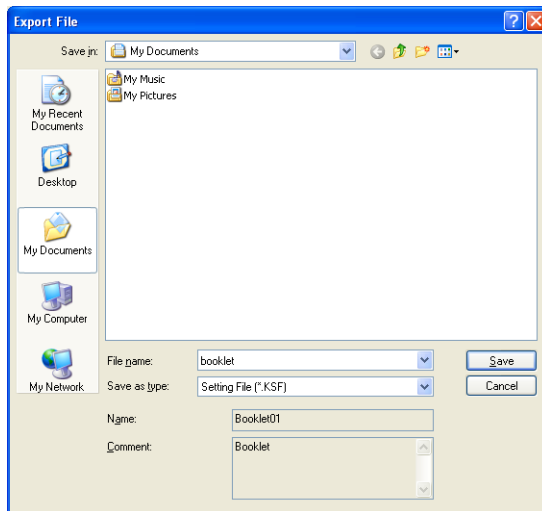 Export File
Save in: My Documents
My Music
My Pictures
My Recent
Documents
Desktop
My Documents
My Computer
My Network
File name: booklet
Save
Save as type: Setting File (*.KSF)
Cancel
Name: Booklet01
Comment: Booklet